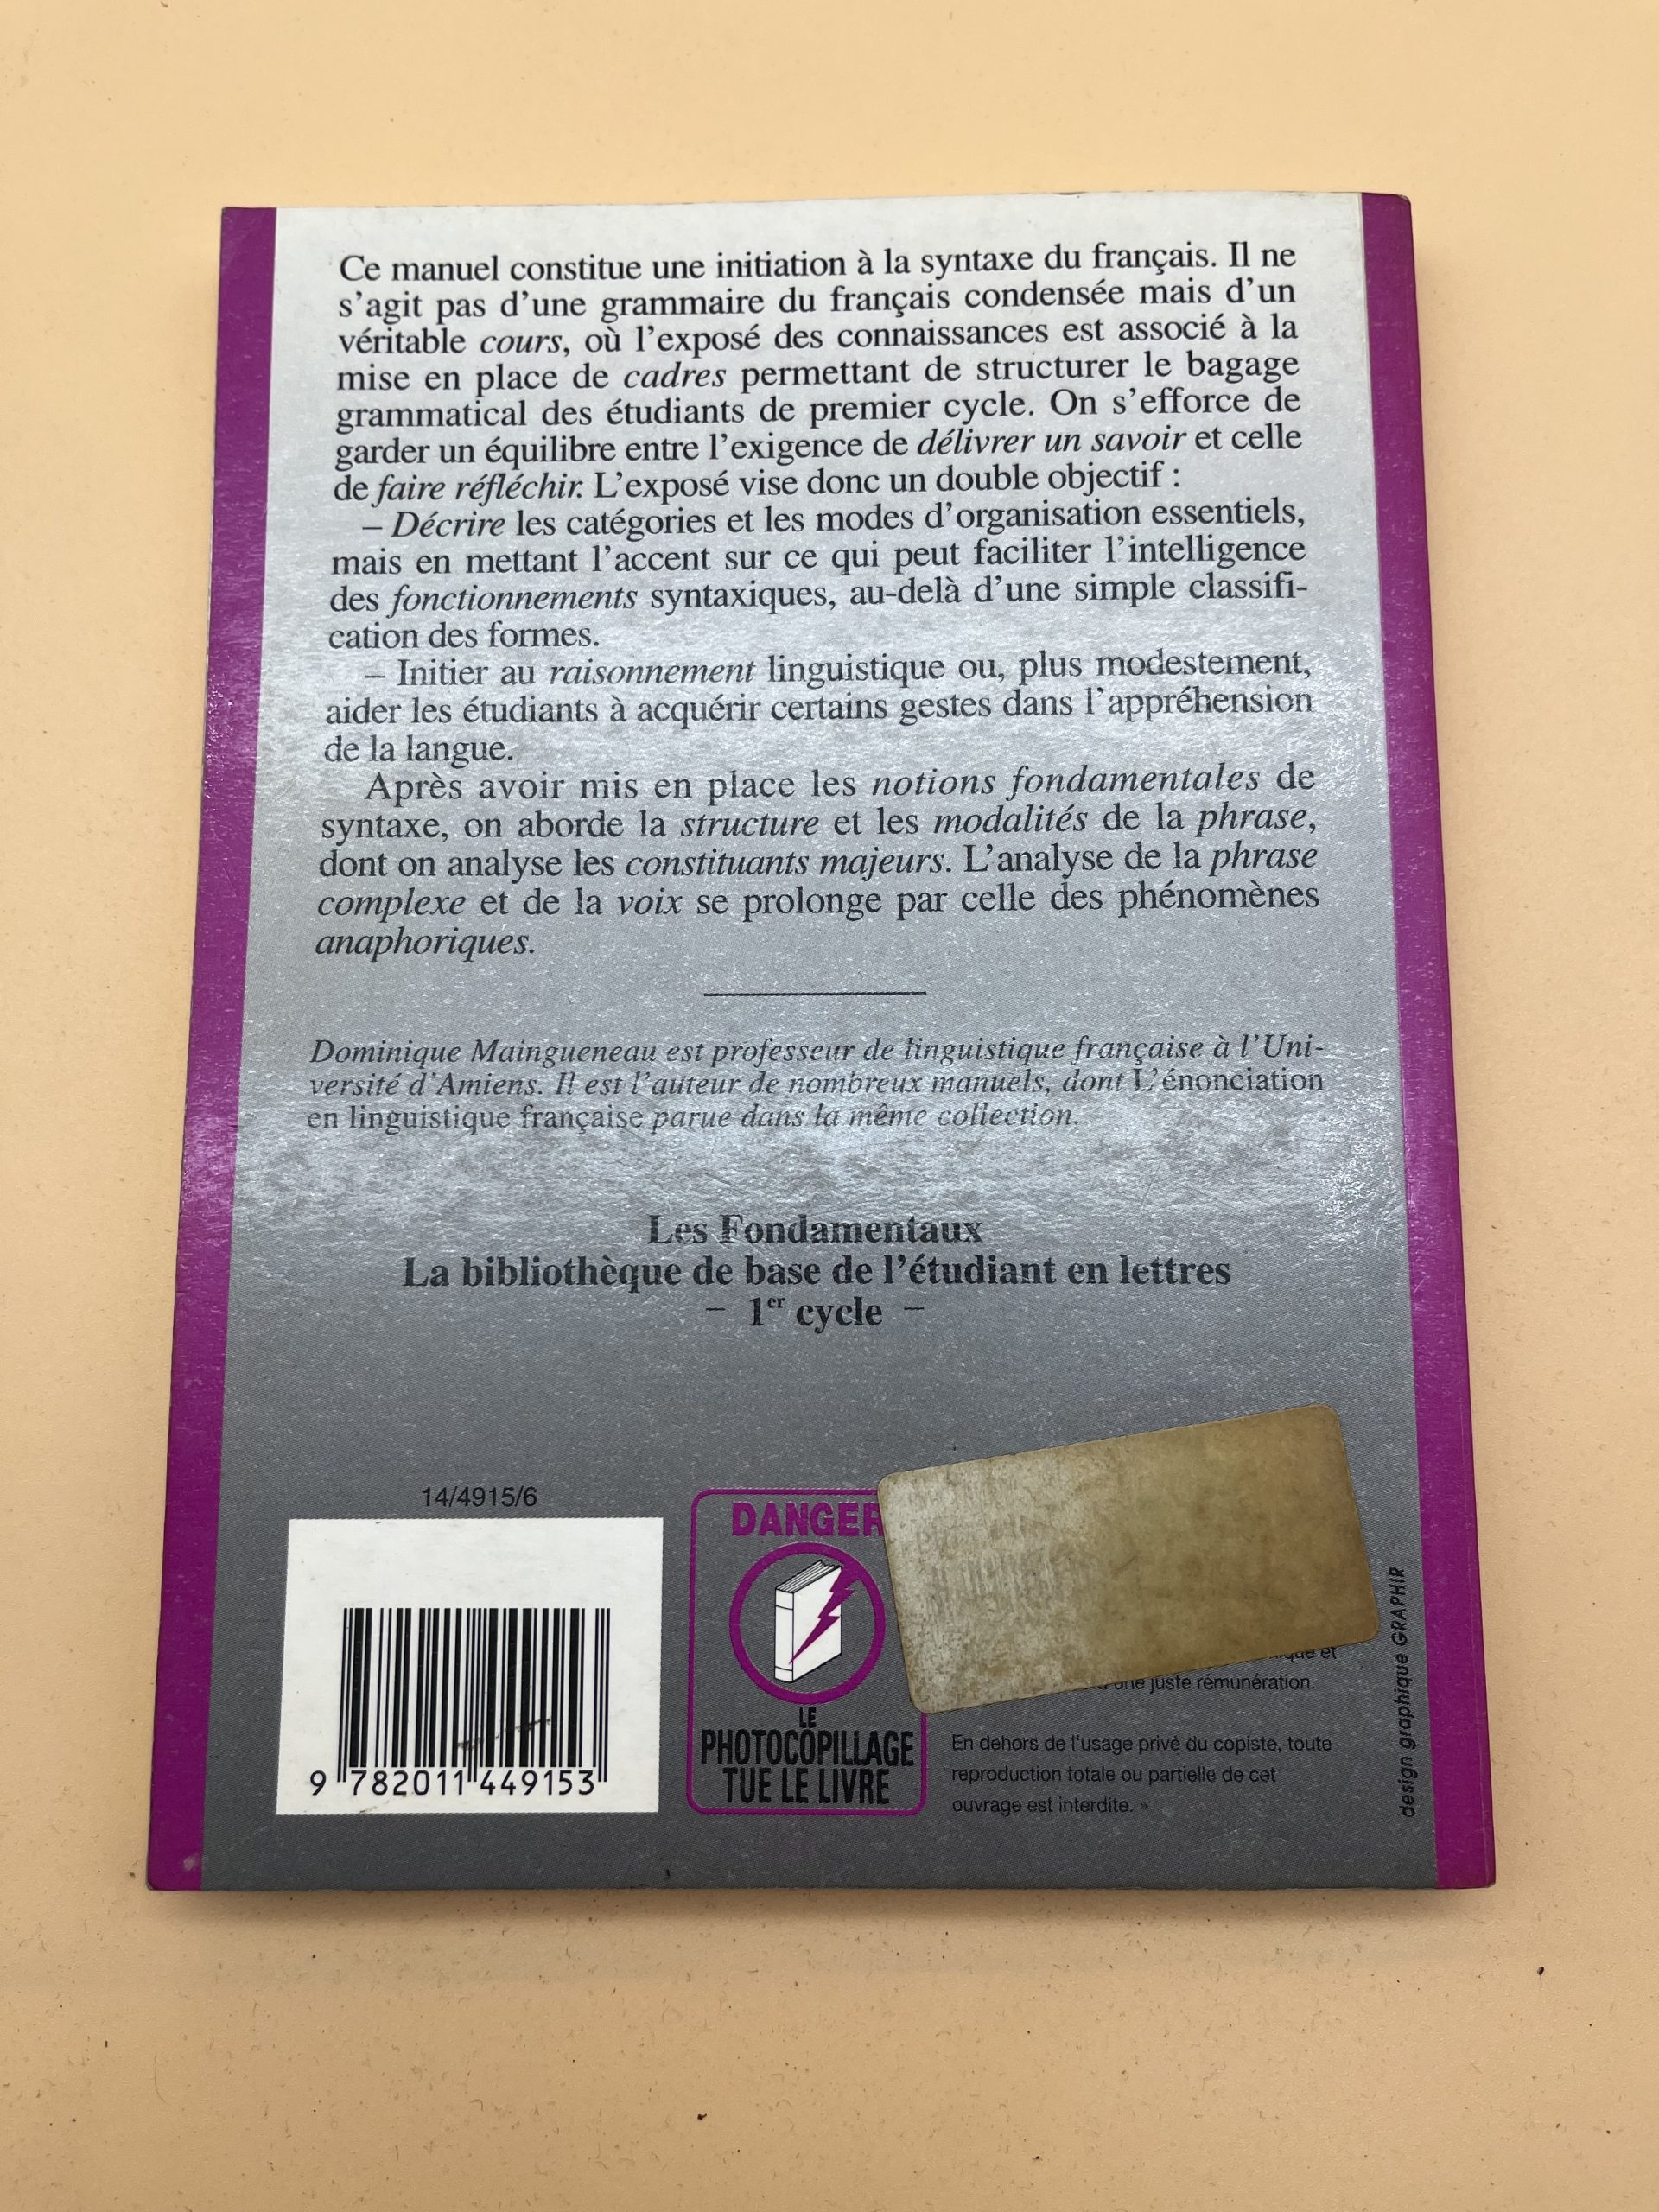 Ce manuel constitue une initiation à la syntaxe du français. Il ne
s'agit pas d'une grammaire du français condensée mais d'un
véritable cours, où l'exposé des connaissances est associé à la
mise en place de cadres permettant de structurer le bagage
grammatical des étudiants de premier cycle. On s'efforce de
garder un équilibre entre l'exigence de délivrer un savoir et celle
de faire réfléchir. L'exposé vise donc un double objectif :
– Décrire les catégories et les modes d'organisation essentiels,
mais en mettant l'accent sur ce qui peut faciliter l'intelligence
des fonctionnements syntaxiques, au-delà d'une simple classifi-
cation des formes.
– Initier au raisonnement linguistique ou, plus modestement,
aider les étudiants à acquérir certains gestes dans l'appréhension
de la langue.
Après avoir mis en place les notions fondamentales de
syntaxe, on aborde la structure et les modalités de la phrase,
dont on analyse les constituants majeurs. L'analyse de la phrase
complexe et de la voix se prolonge par celle des phénomènes
anaphoriques.
Dominique Maingueneau est professeur de linguistique française à l'Uni-
versité d'Amiens. Il est l'auteur de nombreux manuels, dont L'énonciation
en linguistique française parue dans la même collection.
Les Fondamentaux
La bibliothèque de base de l'étudiant en lettres
– 1er cycle –
14/4915/6
9 782011 449153
DANGER
LE
PHOTOCOPILLAGE
TUE LE LIVRE
et
juste rémunération.
En dehors de l'usage privé du copiste, toute
reproduction totale ou partielle de cet
ouvrage est interdite. »
design graphique GRAPHIR